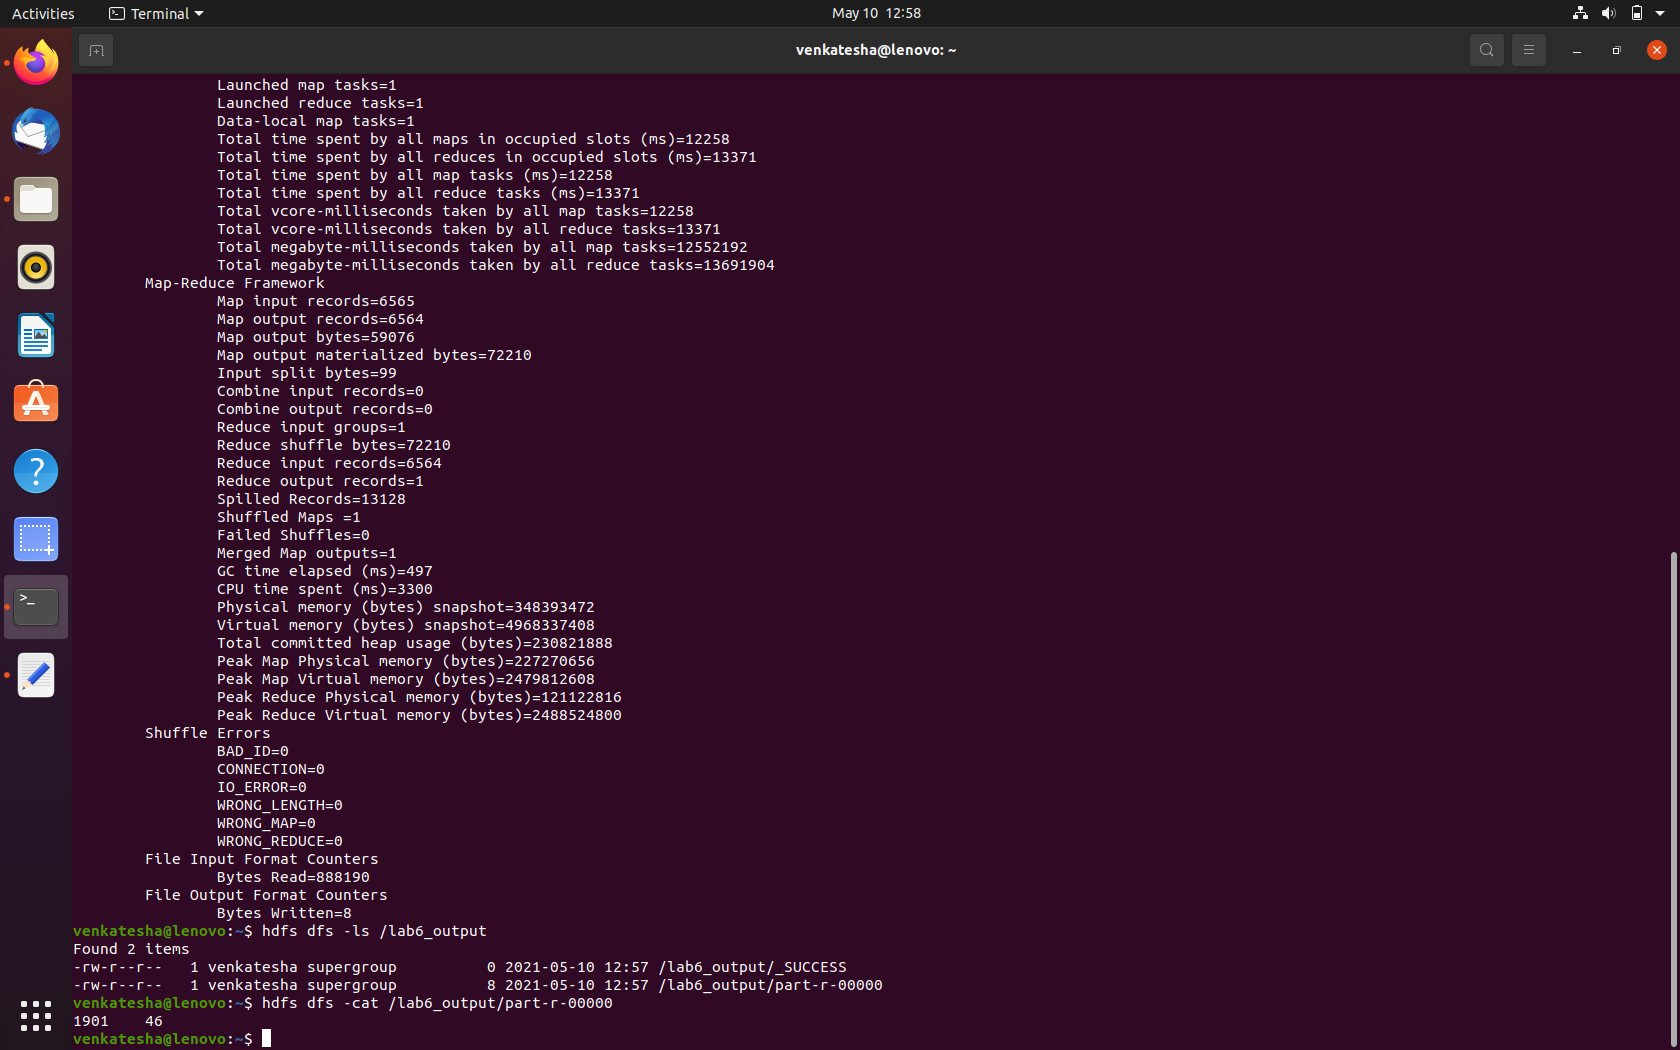 Activities Terminal May 10 12:58
venkatesha@lenovo: ~
Launched map tasks=1
Launched reduce tasks=1
Data-local map tasks=1
Total time spent by all maps in occupied slots (ms)=12258
Total time spent by all reduces in occupied slots (ms)=13371
Total time spent by all map tasks (ms)=12258
Total time spent by all reduce tasks (ms)=13371
Total vcore-milliseconds taken by all map tasks=12258
Total vcore-milliseconds taken by all reduce tasks=13371
Total megabyte-milliseconds taken by all map tasks=12552192
Total megabyte-milliseconds taken by all reduce tasks=13691904
Map-Reduce Framework
Map input records=6565
Map output records=6564
Map output bytes=59076
Map output materialized bytes=72210
Input split bytes=99
Combine input records=0
Combine output records=0
Reduce input groups=1
Reduce shuffle bytes=72210
Reduce input records=6564
Reduce output records=1
Spilled Records=13128
Shuffled Maps =1
Failed Shuffles=0
Merged Map outputs=1
GC time elapsed (ms)=497
CPU time spent (ms)=3300
Physical memory (bytes) snapshot=348393472
Virtual memory (bytes) snapshot=4968337408
Total committed heap usage (bytes)=230821888
Peak Map Physical memory (bytes)=227270656
Peak Map Virtual memory (bytes)=2479812608
Peak Reduce Physical memory (bytes)=121122816
Peak Reduce Virtual memory (bytes)=2488524800
Shuffle Errors
BAD_ID=0
CONNECTION=0
IO_ERROR=0
WRONG_LENGTH=0
WRONG_MAP=0
WRONG_REDUCE=0
File Input Format Counters
Bytes Read=888190
File Output Format Counters
Bytes Written=8
venkatesha@lenovo:~$ hdfs dfs -ls /lab6_output
Found 2 items
-rw-r--r--   1 venkatesha supergroup          0 2021-05-10 12:57 /lab6_output/_SUCCESS
-rw-r--r--   1 venkatesha supergroup          8 2021-05-10 12:57 /lab6_output/part-r-00000
venkatesha@lenovo:~$ hdfs dfs -cat /lab6_output/part-r-00000
1901    46
venkatesha@lenovo:~$